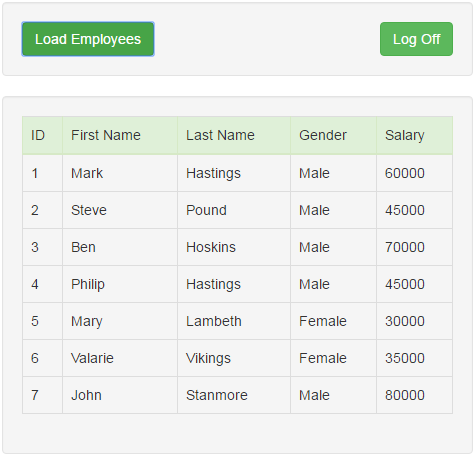 Load Employees Log Off
ID First Name Last Name Gender Salary
1 Mark Hastings Male 60000
2 Steve Pound Male 45000
3 Ben Hoskins Male 70000
4 Philip Hastings Male 45000
5 Mary Lambeth Female 30000
6 Valarie Vikings Female 35000
7 John Stanmore Male 80000